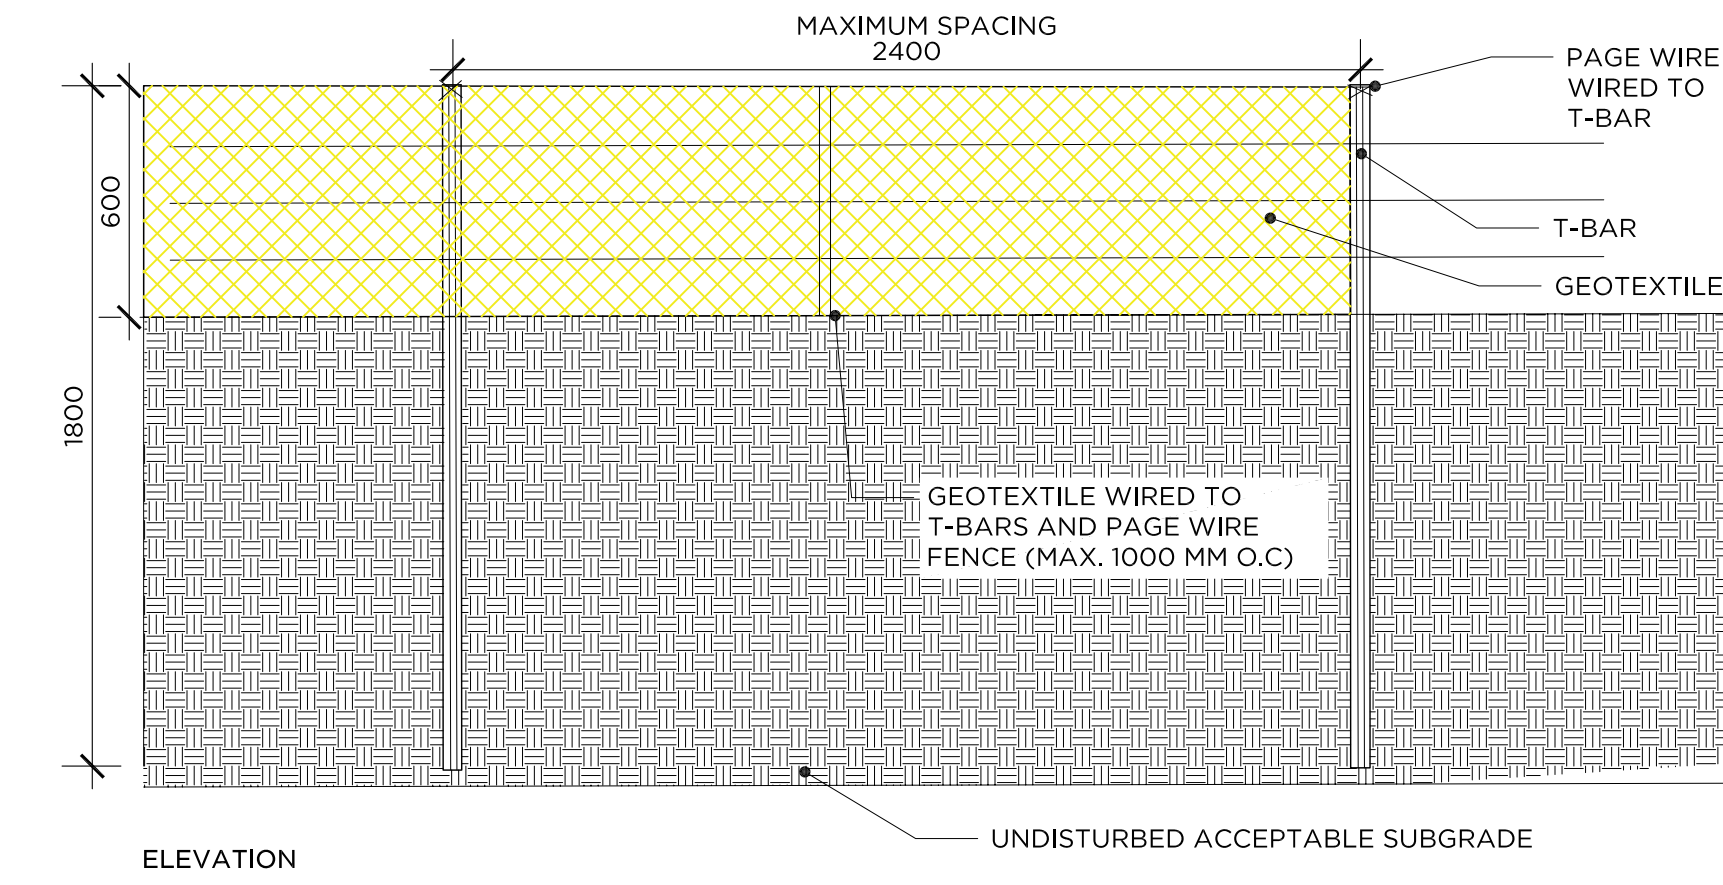 MAXIMUM SPACING
2400
PAGE WIRE
WIRED TO
T-BAR
600
T-BAR
GEOTEXTILE
1800
GEOTEXTILE WIRED TO
T-BARS AND PAGE WIRE
FENCE (MAX. 1000 MM O.C)
UNDISTURBED ACCEPTABLE SUBGRADE
ELEVATION